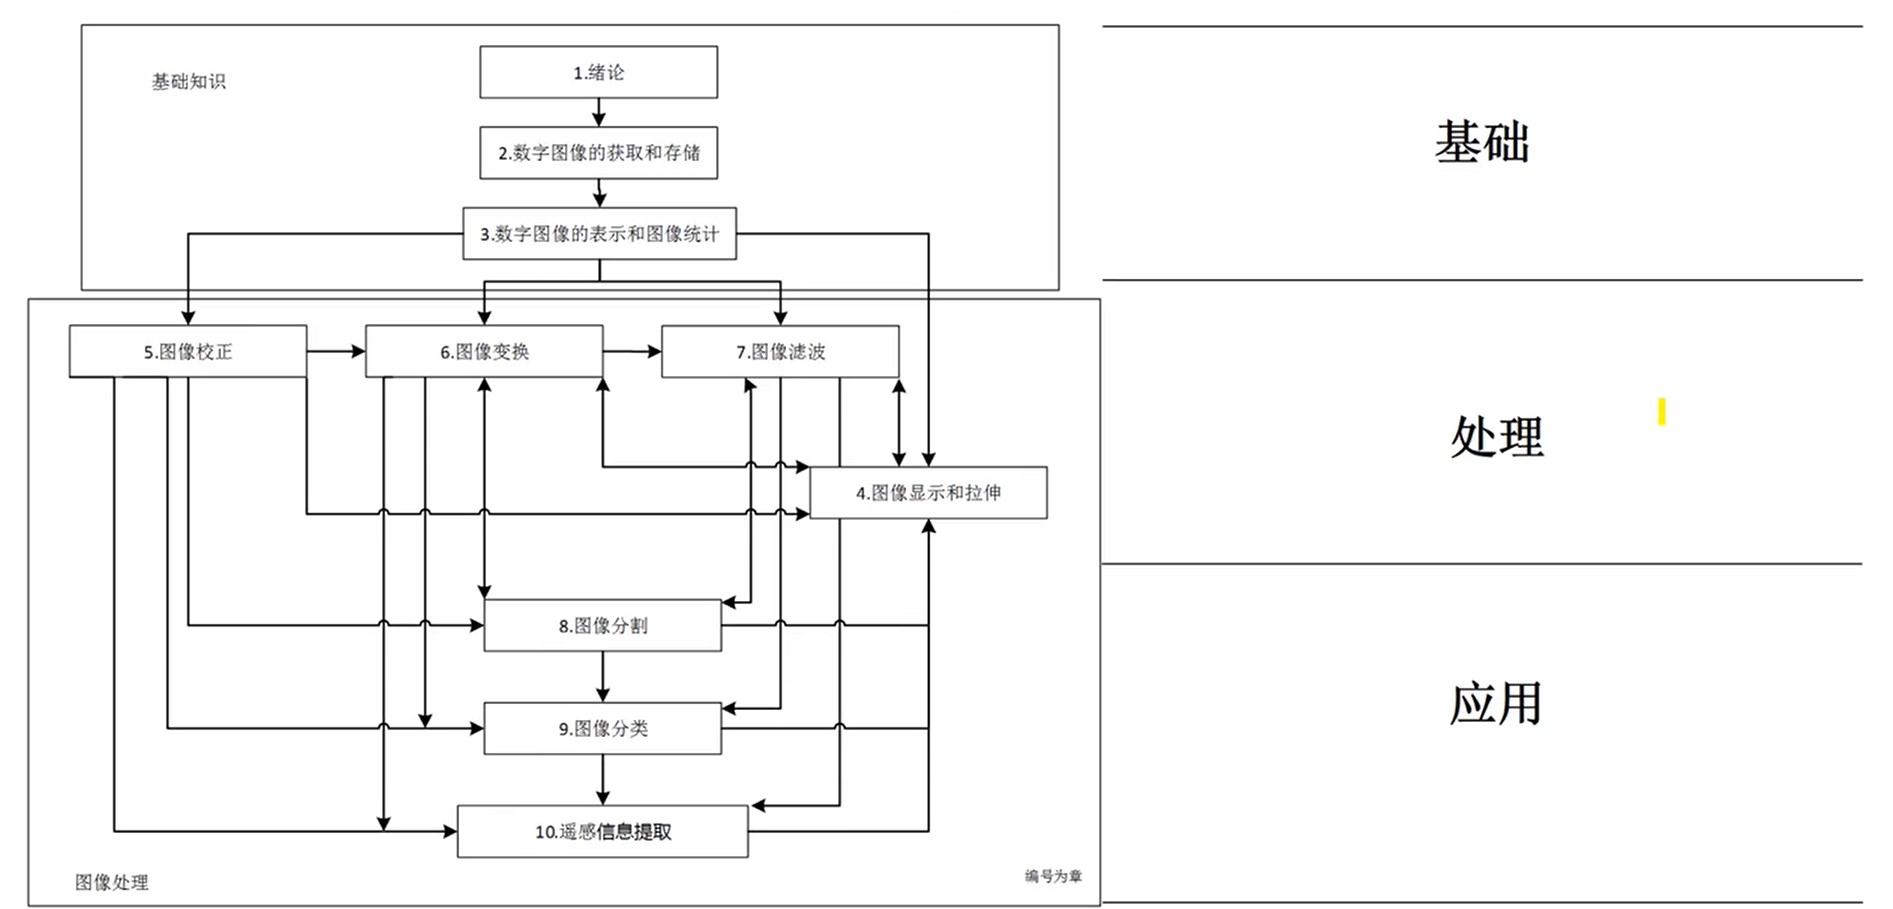 基础知识
1.绪论
2.数字图像的获取和存储
3.数字图像的表示和图像统计
基础
5.图像校正
6.图像变换
7.图像滤波
处理
4.图像显示和拉伸
8.图像分割
9.图像分类
应用
10.遥感信息提取
图像处理
编号为章